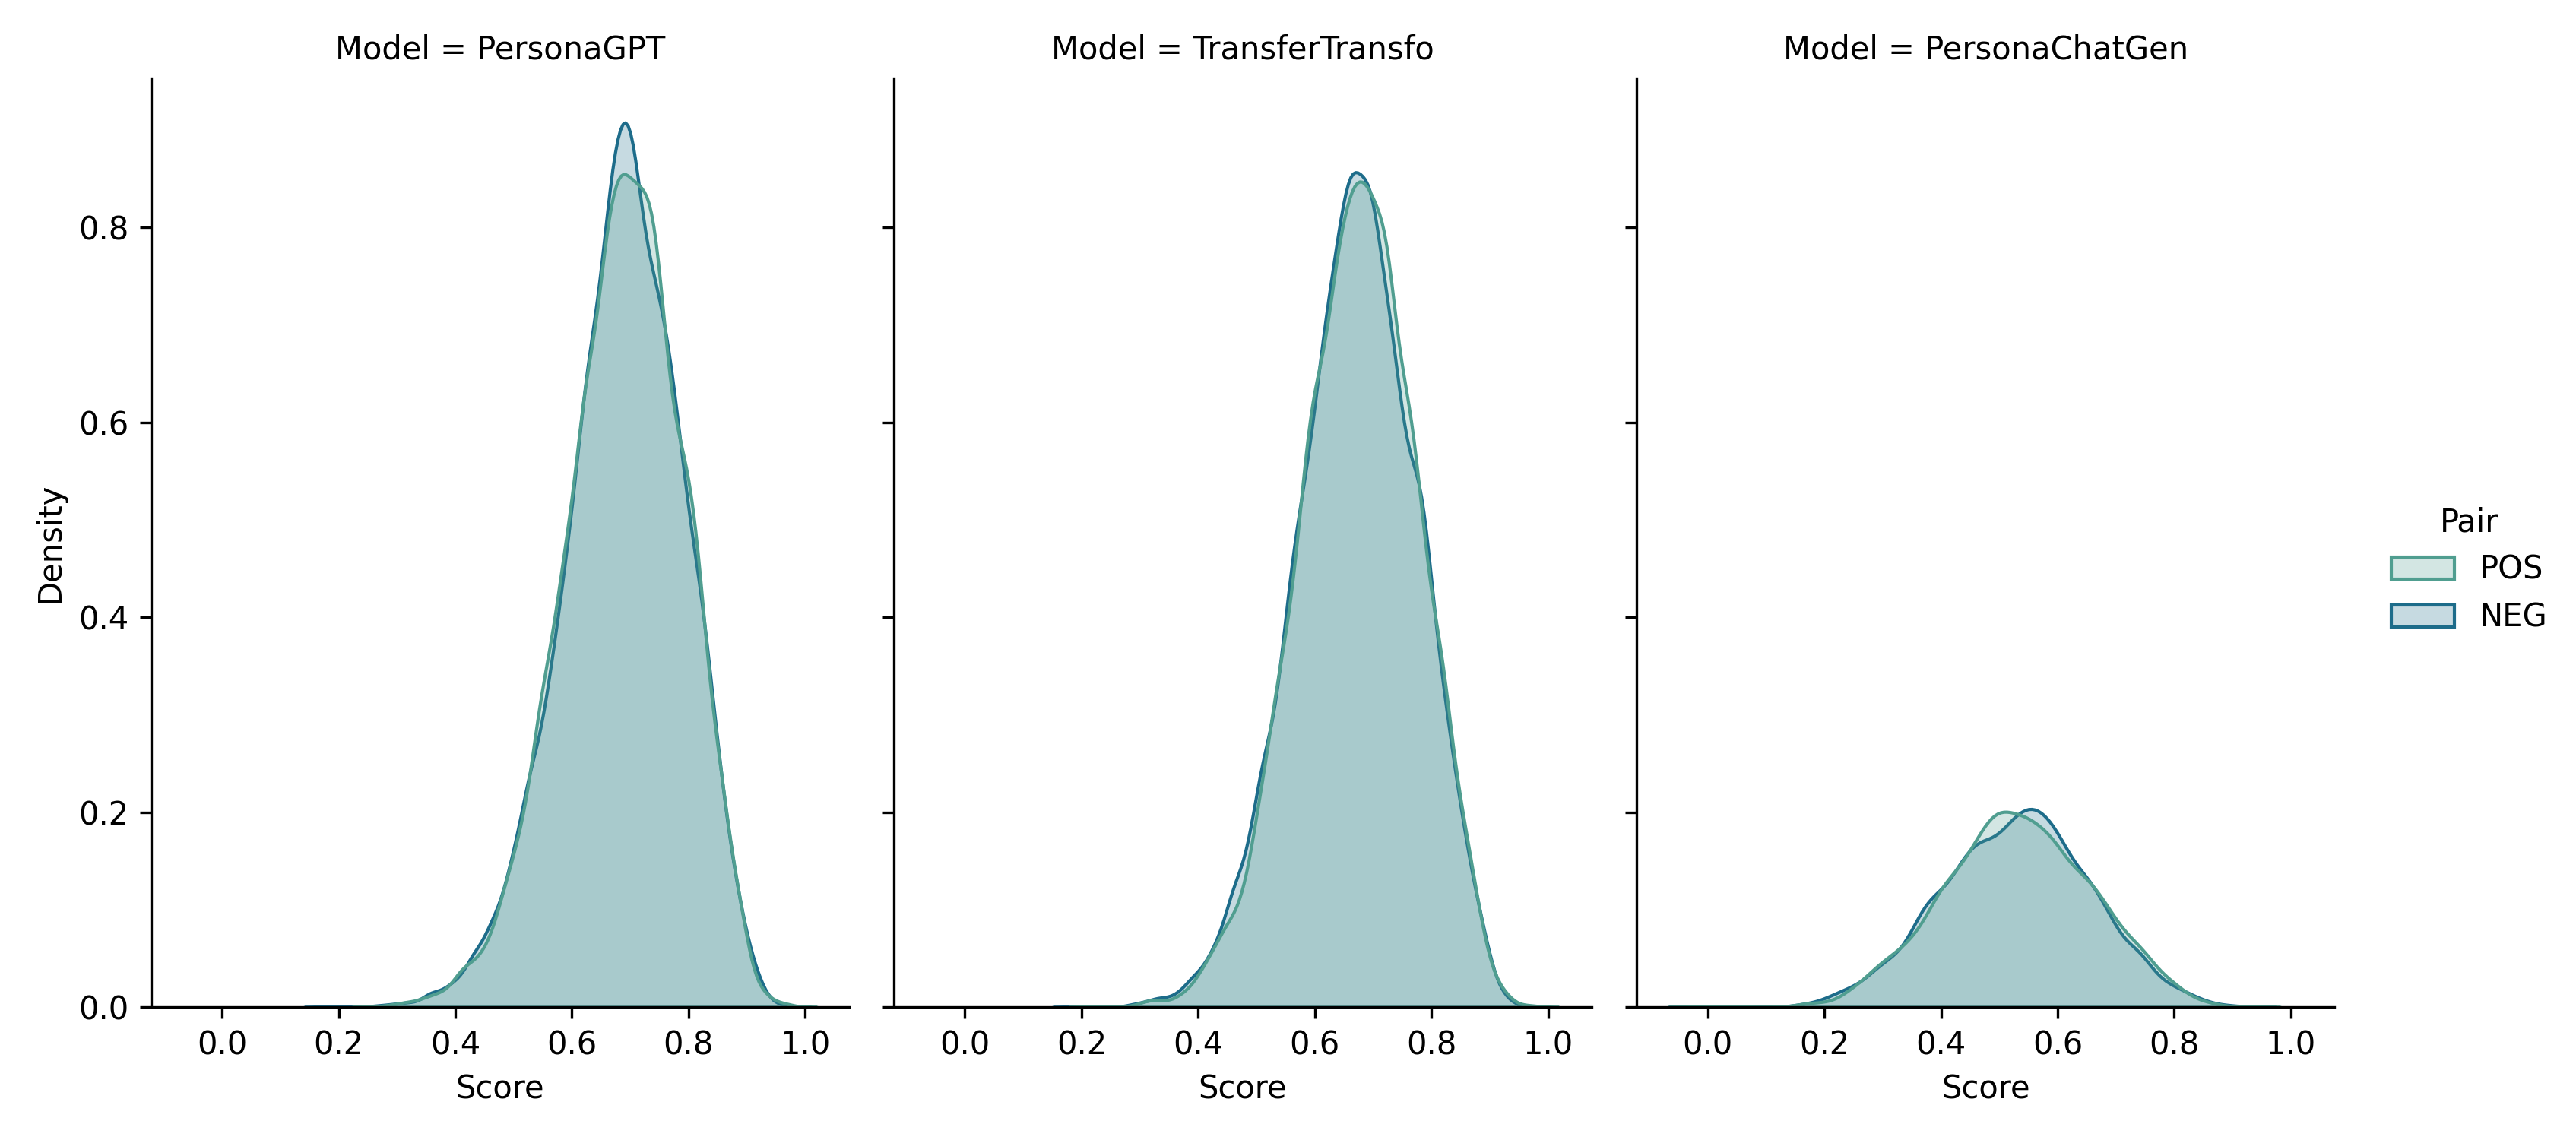 Model = PersonaGPT
Model = TransferTransfo
Model = PersonaChatGen
Density
0.8
0.6
0.4
0.2
0.0
0.0 0.2 0.4 0.6 0.8 1.0
0.0 0.2 0.4 0.6 0.8 1.0
0.0 0.2 0.4 0.6 0.8 1.0
Score
Score
Score
Pair
POS
NEG